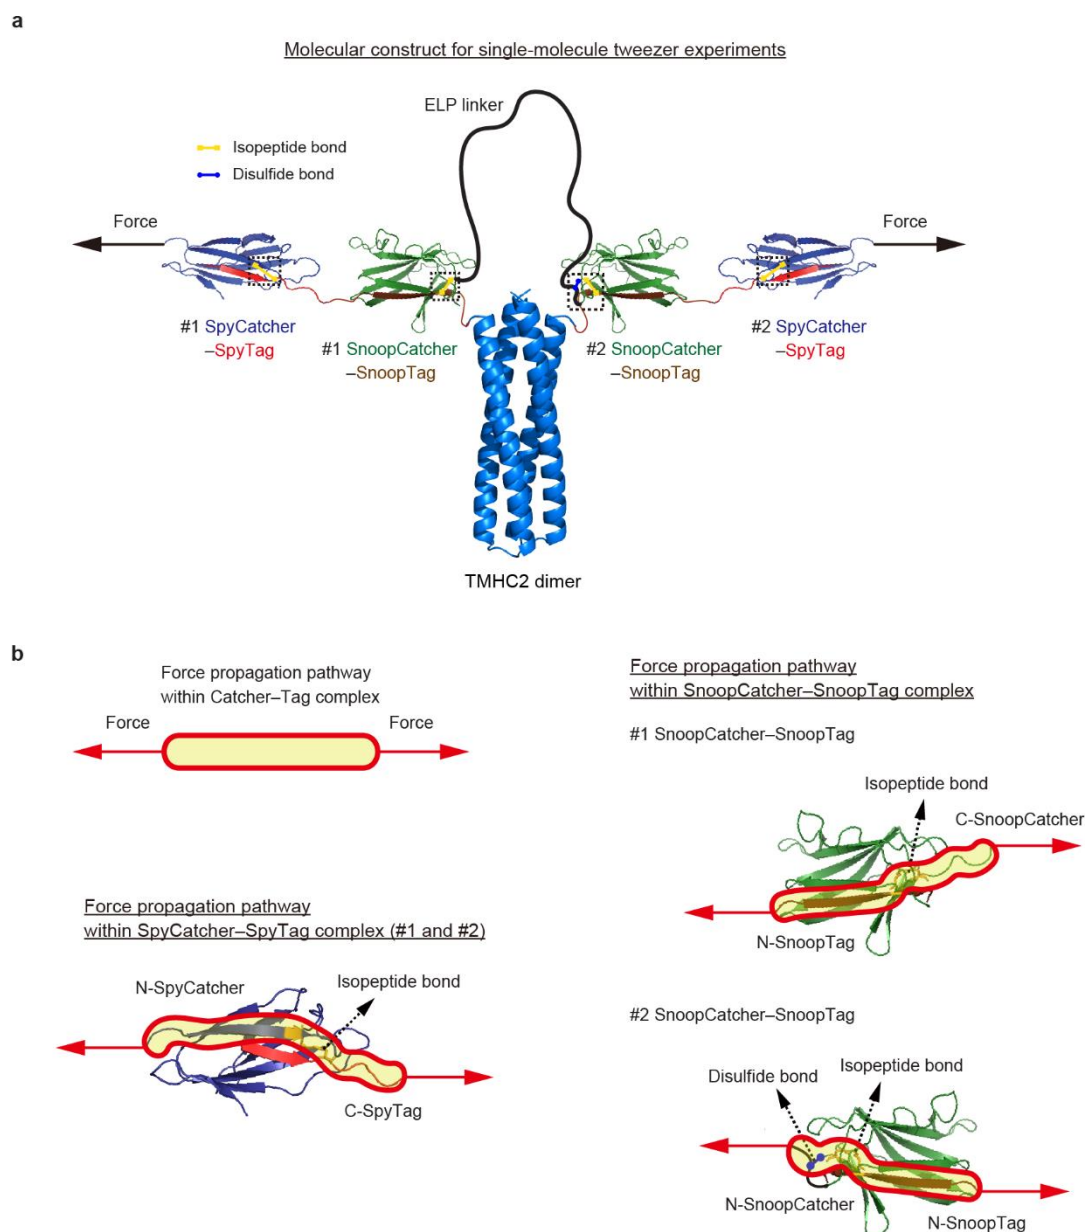 a
Molecular construct for single-molecule tweezer experiments
ELP linker
Isopeptide bond
Disulfide bond
Force
Force
#1 SpyCatcher
–SpyTag
#1 SnoopCatcher
–SnoopTag
#2 SnoopCatcher
–SnoopTag
#2 SpyCatcher
–SpyTag
TMHC2 dimer
b
Force propagation pathway
within Catcher–Tag complex
Force
Force
Force propagation pathway
within SpyCatcher–SpyTag complex (#1 and #2)
N-SpyCatcher
Isopeptide bond
C-SpyTag
Force propagation pathway
within SnoopCatcher–SnoopTag complex
#1 SnoopCatcher–SnoopTag
Isopeptide bond
C-SnoopCatcher
N-SnoopTag
#2 SnoopCatcher–SnoopTag
Disulfide bond
Isopeptide bond
N-SnoopCatcher
N-SnoopTag